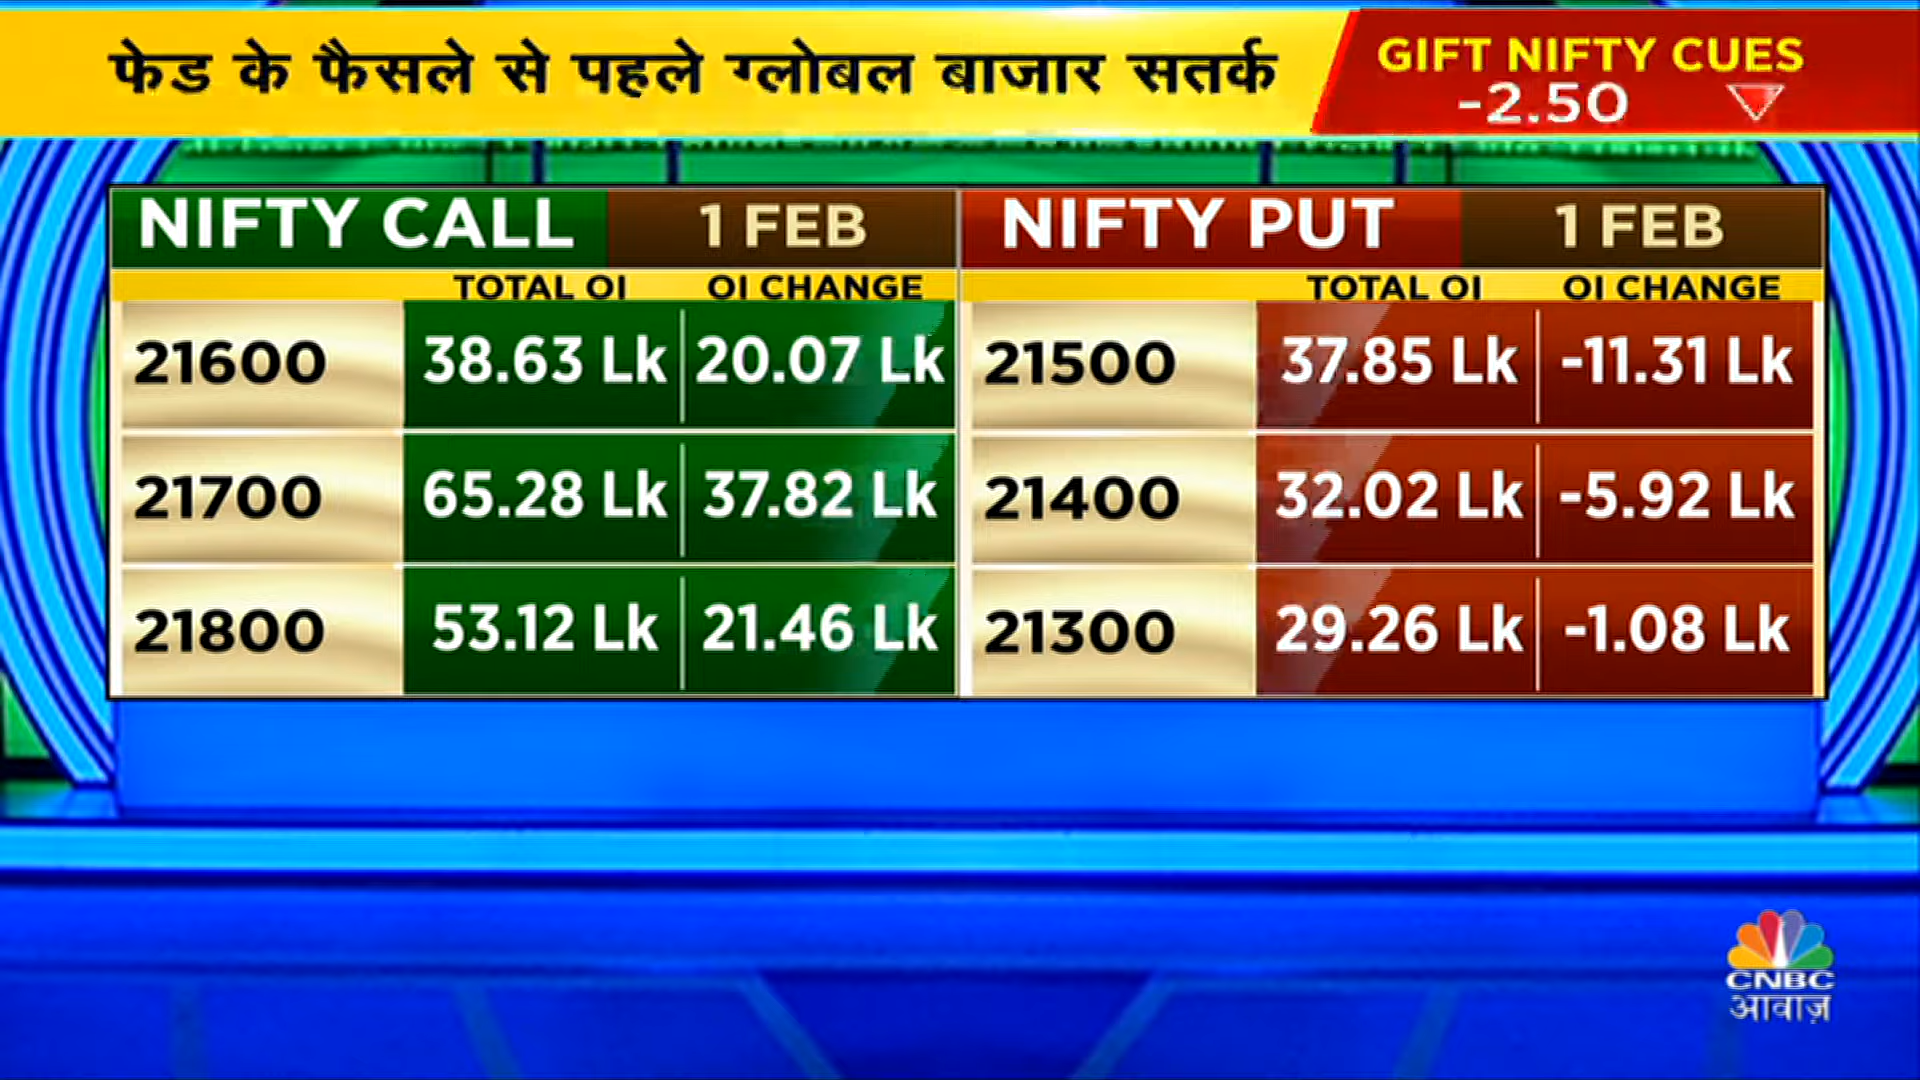 फेड के फैसले से पहले ग्लोबल बाजार सतर्क
GIFT NIFTY CUES
-2.50
NIFTY CALL 1 FEB NIFTY PUT 1 FEB
TOTAL OI OI CHANGE TOTAL OI OI CHANGE
21600 38.63 Lk 20.07 Lk 21500 37.85 Lk -11.31 Lk
21700 65.28 Lk 37.82 Lk 21400 32.02 Lk -5.92 Lk
21800 53.12 Lk 21.46 Lk 21300 29.26 Lk -1.08 Lk
CNBC
आवाज़